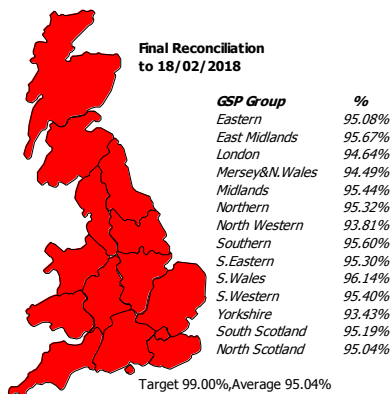 Final Reconciliation
to 18/02/2018
GSP Group %
Eastern 95.08%
East Midlands 95.67%
London 94.64%
Mersey&N.Wales 94.49%
Midlands 95.44%
Northern 95.32%
North Western 93.81%
Southern 95.60%
S.Eastern 95.30%
S.Wales 96.14%
S.Western 95.40%
Yorkshire 93.43%
South Scotland 95.19%
North Scotland 95.04%
Target 99.00%,Average 95.04%